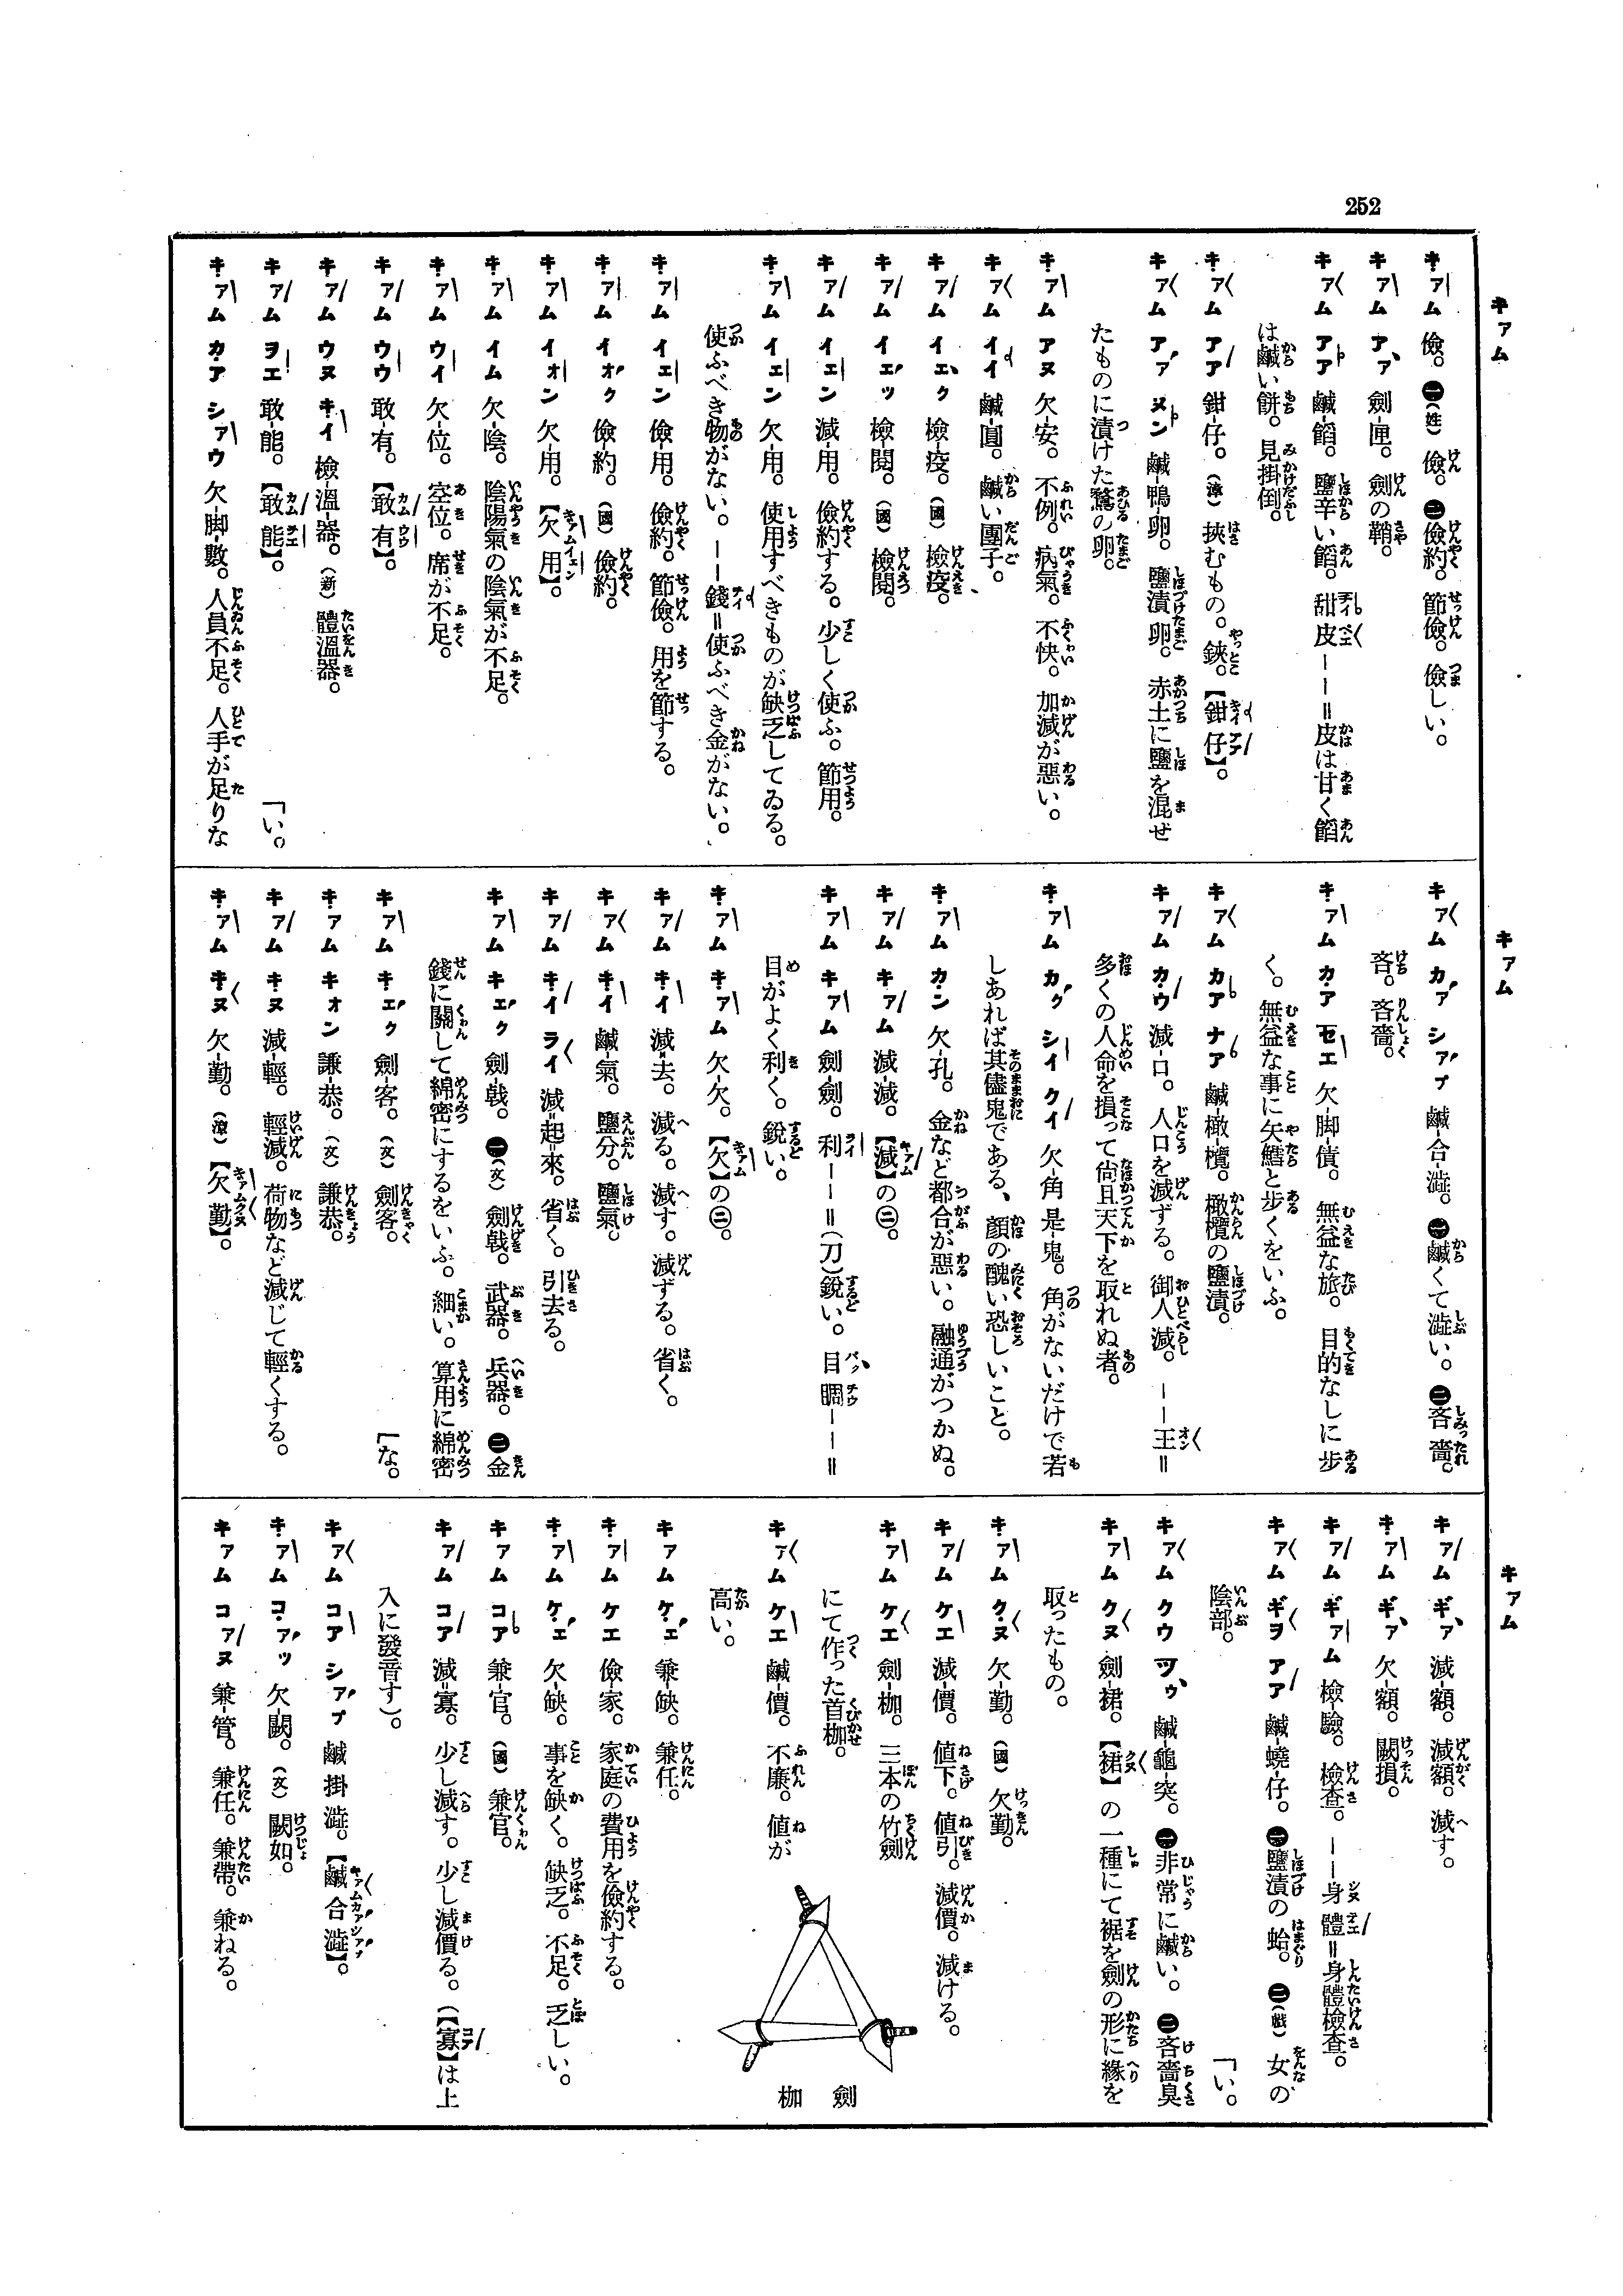 252
キアム
キアム 儉。㊀(姓) 儉。㊁儉約。節儉。儉しい。
キアム アァ 劍-匣。劍の鞘。
キアム アア 鹹-餡。鹽辛い餡。甜皮－－＝皮は甘く餡
は鹹い餅。見掛倒。
キアム アア 鉗-仔。(漳) 挾むもの。鋏。【鉗仔】。
キアム アァ ヌン 鹹-鴨-卵。鹽漬卵。赤土に鹽を混ぜ
たものに漬けた鶩の卵。
キアム アヌ 欠-安。不例。病氣。不快。加減が惡い。
キアム イイ 鹹-圓。鹹い團子。
キアム イェク 檢-疫。(國) 檢疫。
キアム イェッ 檢-閱。(國) 檢閱。
キアム イェン 減-用。儉約する。少しく使ふ。節用。
キアム イェン 欠-用。使用すべきものが缺乏してゐる。
使ふべき物がない。－－錢＝使ふべき金がない。
キアム イェン 儉-用。儉約。節儉。用を節する。
キアム イオク 儉約。(國) 儉約。
キアム イオン 欠-用。【欠用】。
キアム イム 欠-陰。陰陽氣の陰氣が不足。
キアム ウイ 欠-位。空位。席が不足。
キアム ウウ 敢-有。【敢有】。
キアム ウヌ キイ 檢-溫-器。(新) 體溫器。
キアム ヲエ 敢-能。【敢能】。 「い。
キアム カア シアウ 欠-脚-數。人員不足。人手が足りな
キアム
キアム カァ シアプ 鹹-合-澁。㊀鹹くて澁い。㊁吝嗇。
吝。吝嗇。
キアム カア セエ 欠-脚-債。無益な旅。目的なしに步
く。無益な事に矢鱈と步くをいふ。
キアム カア ナア 鹹-橄-欖。橄欖の鹽漬。
キアム カウ 減-口。人口を減ずる。御人減。－－王＝
多くの人命を損って尙且天下を取れぬ者。
キアム カク シイ クイ 欠-角 是-鬼。角がないだけで若
しあれば其儘鬼である、顏の醜い恐しいこと。
キアム カン 欠-孔。金など都合が惡い。融通がつかぬ。
キアム キアム 減-減。【減】の㊁。
キアム キアム 劍-劍。利－－＝(刀)銳い。目睭－－＝
目がよく利く。銳い。
キアム キアム 欠-欠。【欠】の㊁。
キアム キイ 減=去。減る。減す。減ずる。省く。
キアム キイ 鹹-氣。鹽分。鹽氣。
キアム キイ ライ 減=起=來。省く。引去る。
キアム キェク 劍-戟。㊀(文) 劍戟。武器。兵器。㊁金
錢に關して綿密にするをいふ。細い。算用に綿密
キアム キェク 劍-客。(文) 劍客。 「な。
キアム キオン 謙-恭。(文) 謙恭。
キアム キヌ 減-輕。輕減。荷物など減じて輕くする。
キアム キヌ 欠-勤。(漳) 【欠勤】。
キアム
キアム ギァ 減-額。減額。減す。
キアム ギァ 欠-額。闕損。
キアム ギアム 檢-驗。檢查。－－身體＝身體檢查。
キアム ギヲ アア 鹹-蟯-仔。㊀鹽漬の蛤。㊁(戲) 女の
陰部。 「い。
キアム クウ ツゥ 鹹-龜-突。㊀非常に鹹い。㊁吝嗇臭
キアム クヌ 劍-裙。【裙】の一種にて裾を劍の形に緣を
取ったもの。
キアム クヌ 欠-勤。(國) 欠勤。
キアム ケエ 減-價。値下。値引。減價。減ける。
キアム ケエ 劍-枷。三本の竹劍
にて作った首枷。
キアム ケエ 鹹-價。不廉。値が
高い。
キアム ケェ 兼-缺。兼任。
キアム ケエ 儉-家。家庭の費用を儉約する。
キアム ケェ 欠-缺。事を缺く。缺乏。不足。乏しい。
キアム コア 兼-官。(國) 兼官。
キアム コア 減=寡。少し減す。少し減價る。(【寡】は上
入に發音す)。
キアム コア シアプ 鹹 掛 澁。【鹹合澁】。
キアム コアッ 欠-闕。(文) 闕如。
キアム コアヌ 兼-管。兼任。兼帶。兼ねる。
劍枷